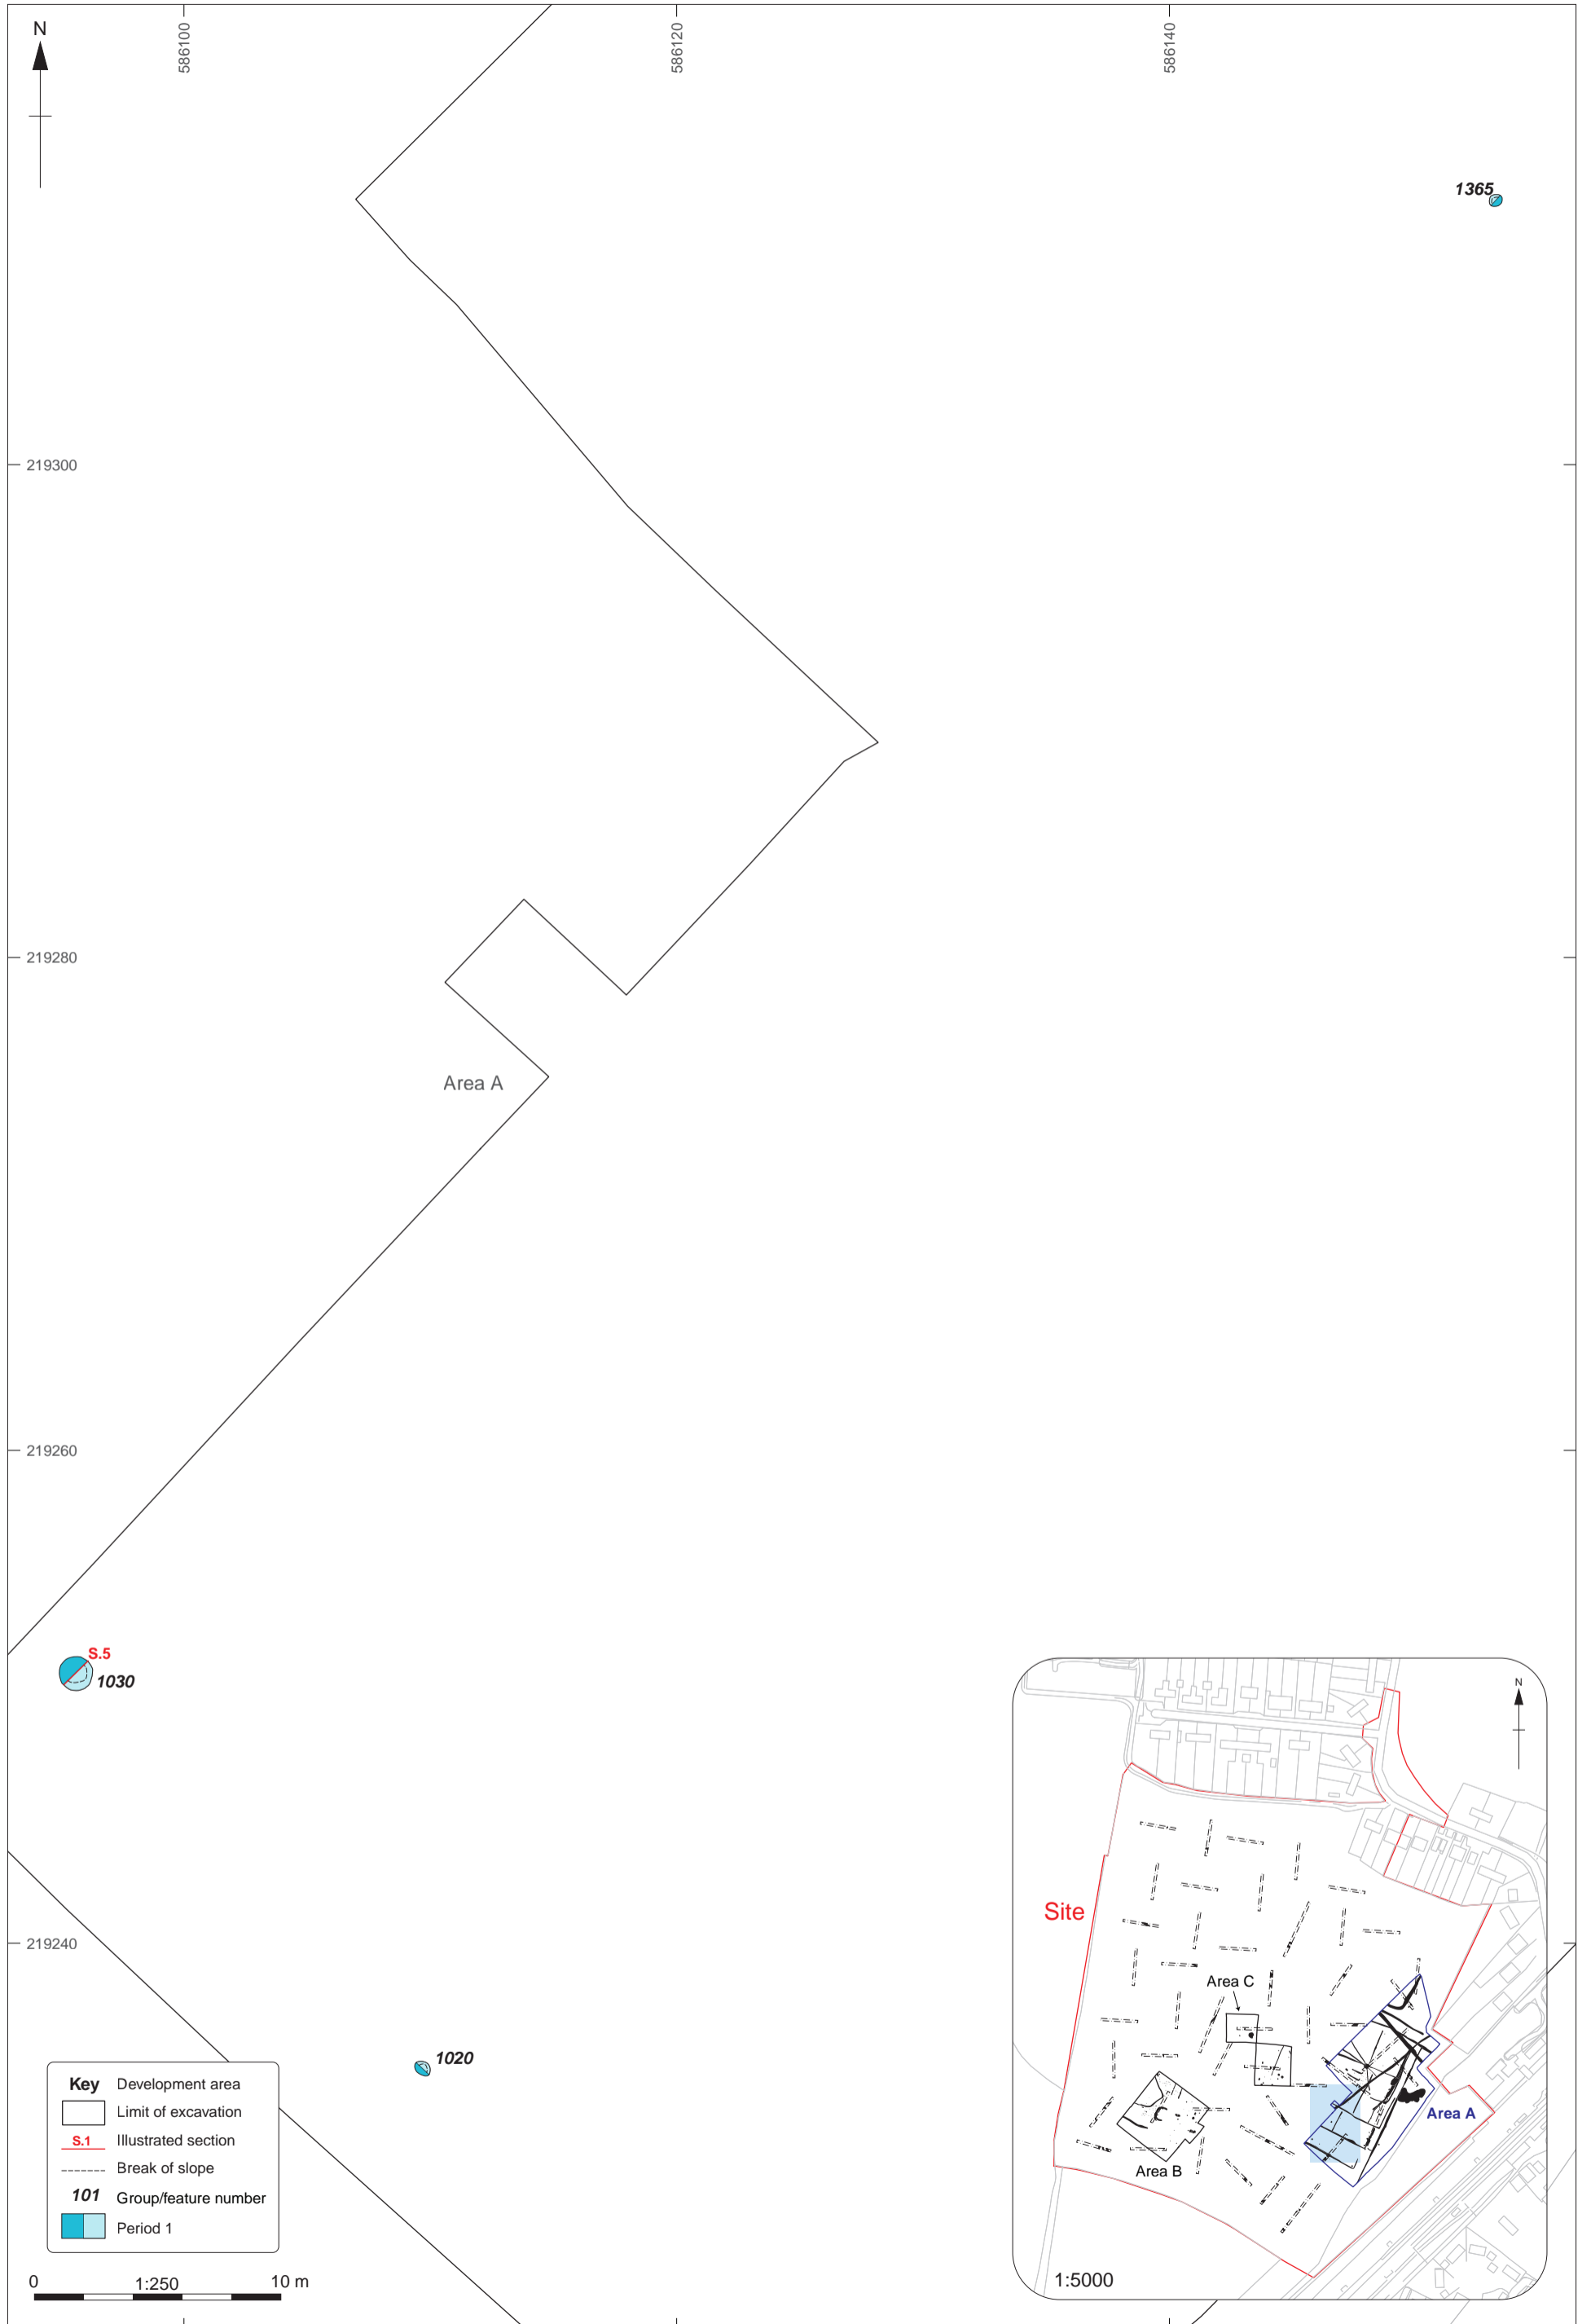 N
586100
586120
586140
1365
219300
219280
Area A
219260
S.5
1030
219240
1020
Key Development area
Limit of excavation
S.1 Illustrated section
Break of slope
101 Group/feature number
Period 1
0 1:250 10 m
N
Site
Area C
Area A
Area B
1:5000